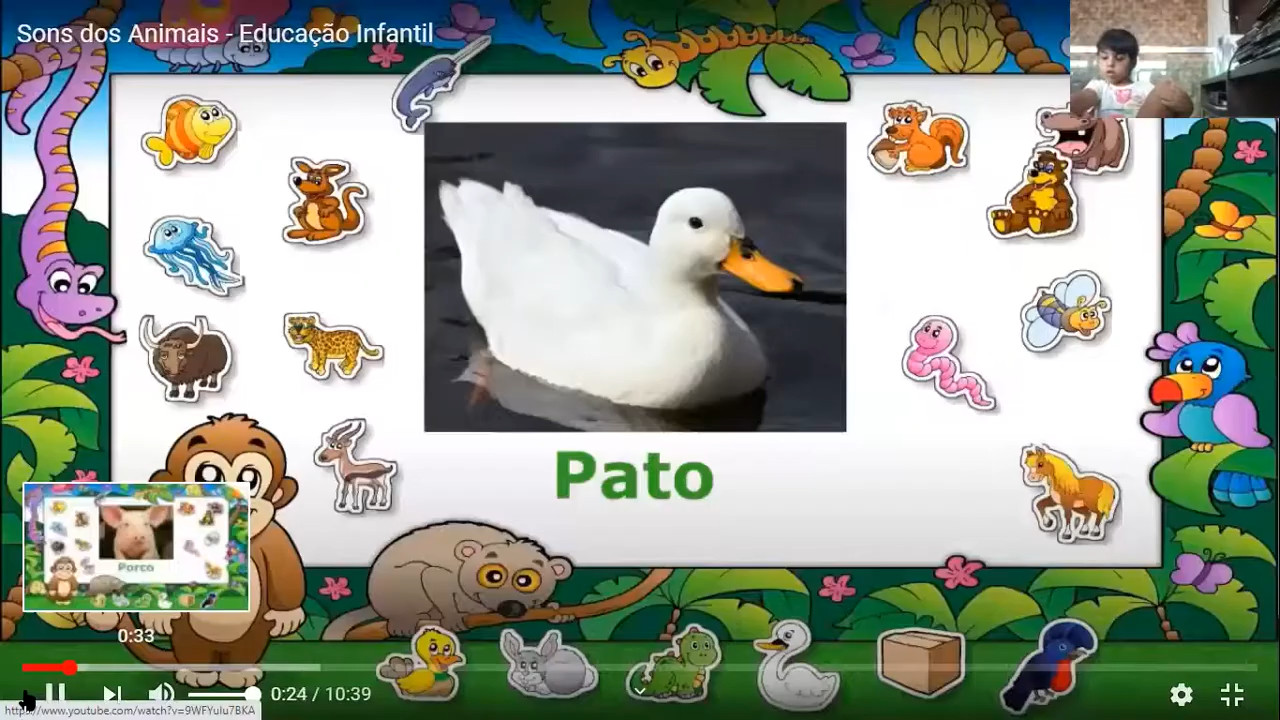 Sons dos Animais - Educação Infantil
Pato
Porco
0:33
0:24 / 10:39
https://www.youtube.com/watch?v=9WFYulu7BKA